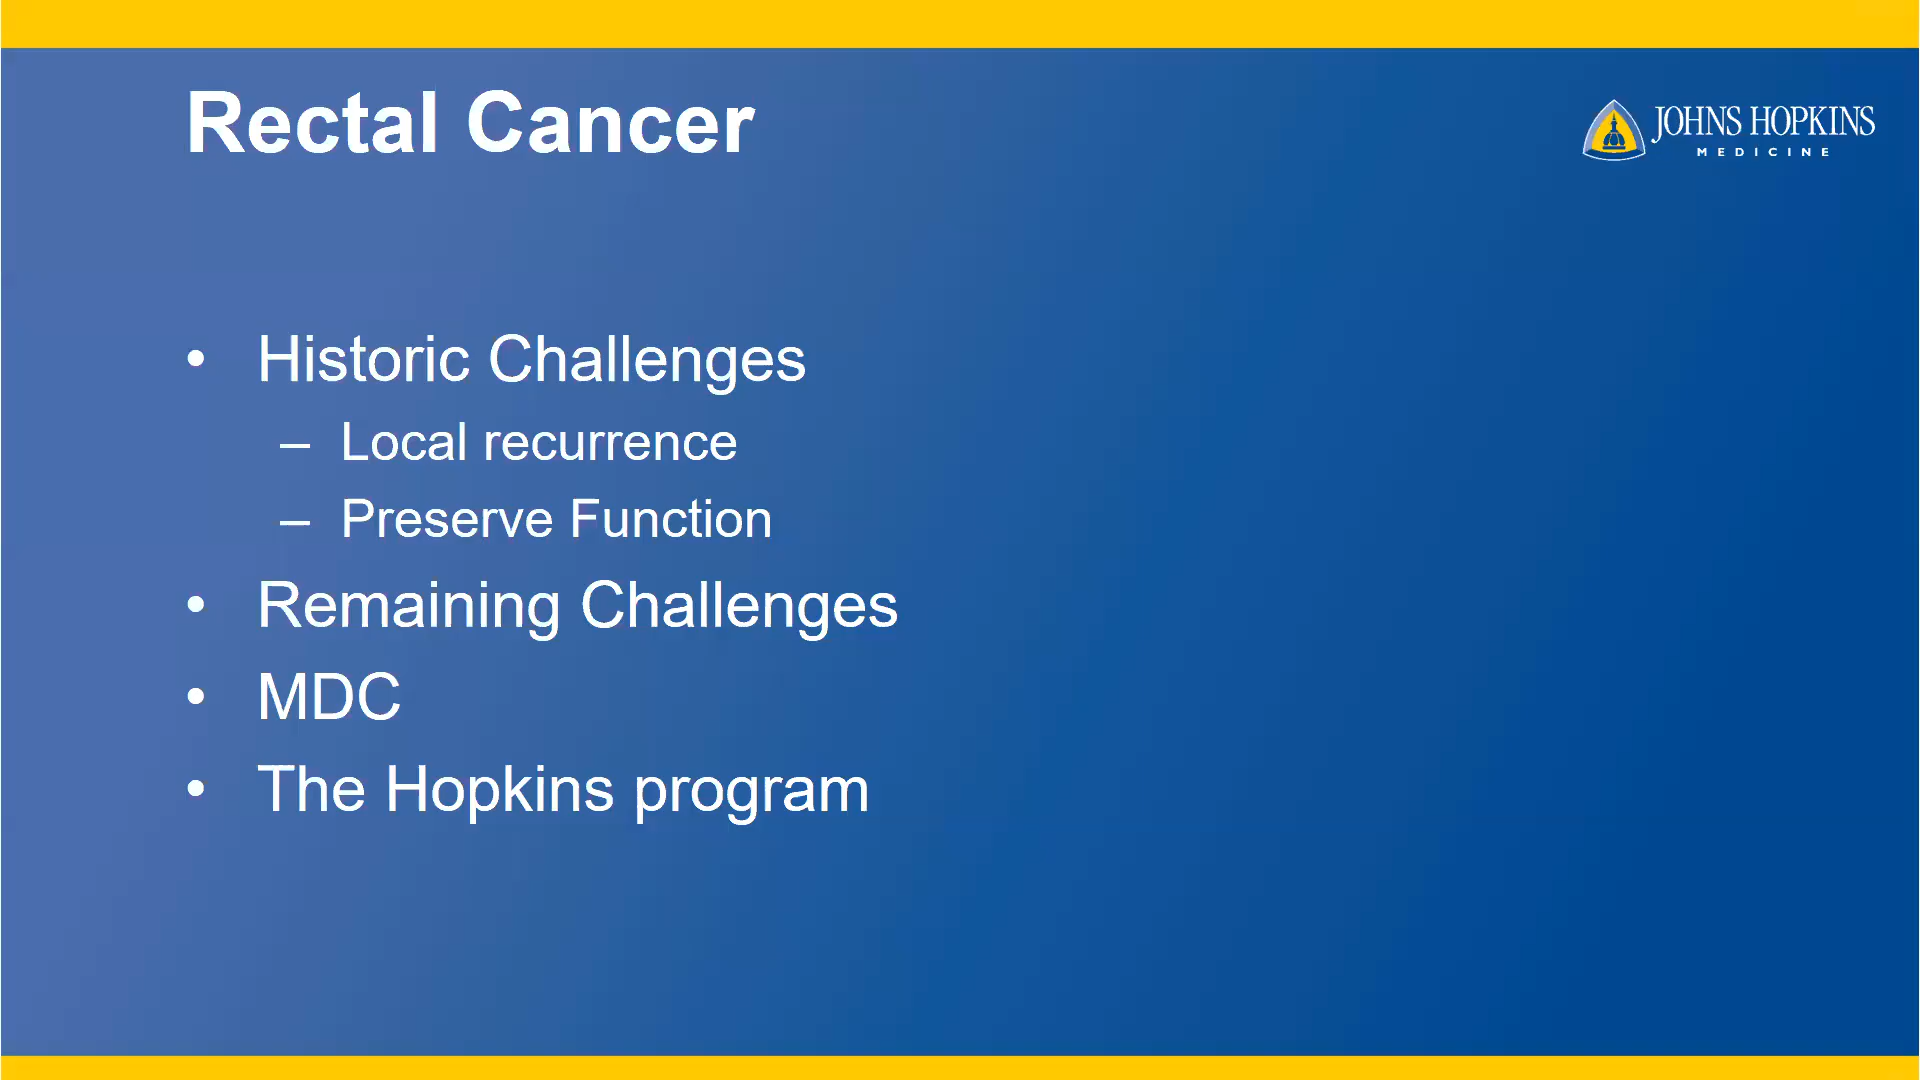 Rectal Cancer
JOHNS HOPKINS
MEDICINE
• Historic Challenges
– Local recurrence
– Preserve Function
• Remaining Challenges
• MDC
• The Hopkins program